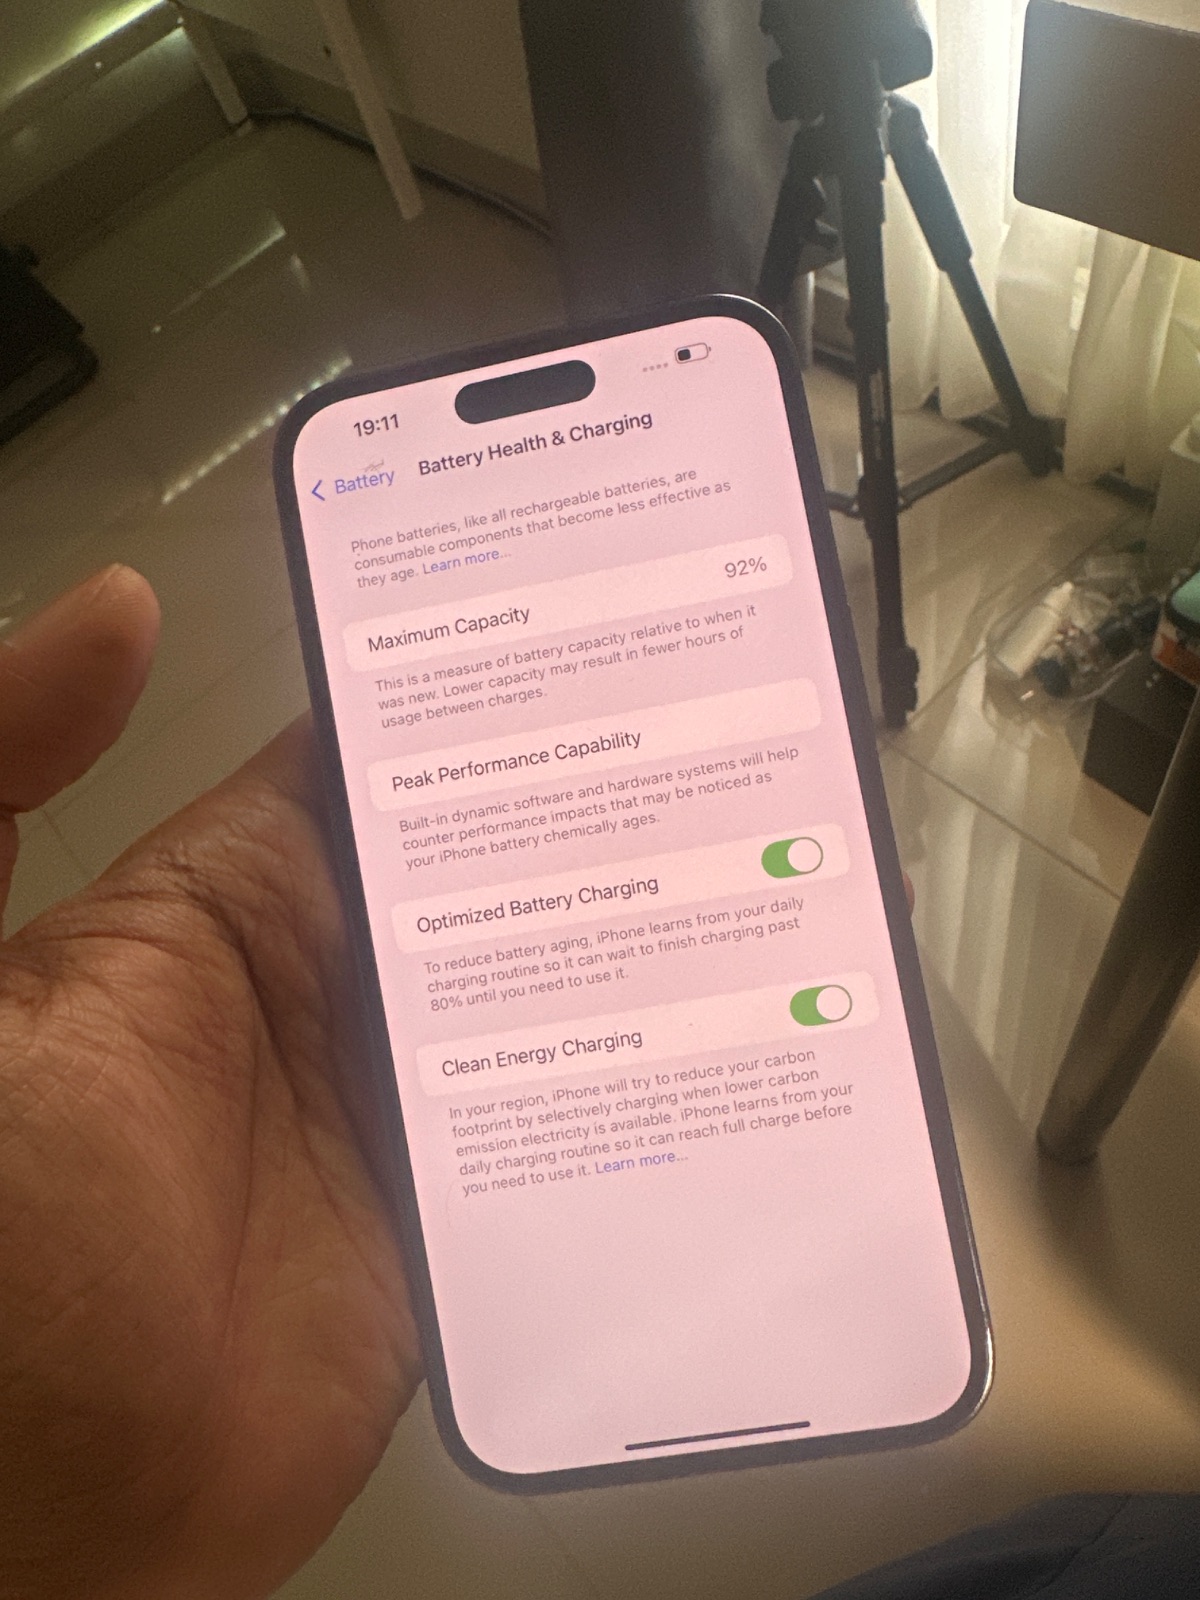 19:11
Battery
Battery Health & Charging
Phone batteries, like all rechargeable batteries, are
consumable components that become less effective as
they age. Learn more...
Maximum Capacity
92%
This is a measure of battery capacity relative to when it
was new. Lower capacity may result in fewer hours of
usage between charges.
Peak Performance Capability
Built-in dynamic software and hardware systems will help
counter performance impacts that may be noticed as
your iPhone battery chemically ages.
Optimized Battery Charging
To reduce battery aging, iPhone learns from your daily
charging routine so it can wait to finish charging past
80% until you need to use it.
Clean Energy Charging
In your region, iPhone will try to reduce your carbon
footprint by selectively charging when lower carbon
emission electricity is available. iPhone learns from your
daily charging routine so it can reach full charge before
you need to use it. Learn more...